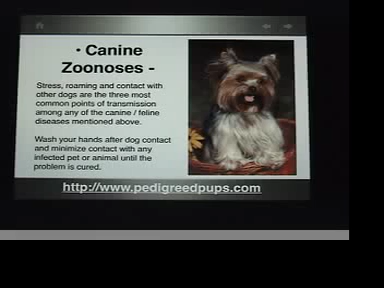 • Canine
Zoonoses -
Stress, roaming and contact with
other dogs are the three most
common points of transmission
among any of the canine / feline
diseases mentioned above.
Wash your hands after dog contact
and minimize contact with any
infected pet or animal until the
problem is cured.
http://www.pedigreedpups.com